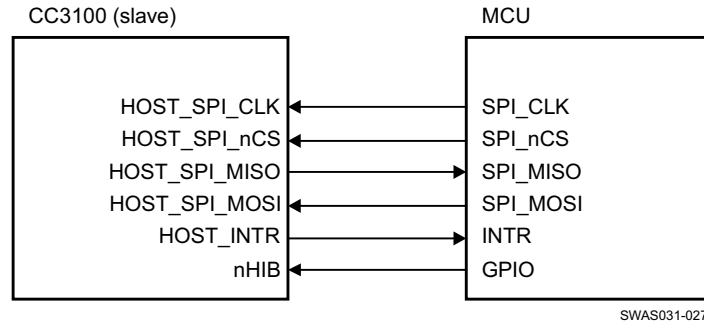 CC3100 (slave) MCU
HOST_SPI_CLK SPI_CLK
HOST_SPI_nCS SPI_nCS
HOST_SPI_MISO SPI_MISO
HOST_SPI_MOSI SPI_MOSI
HOST_INTR INTR
nHIB GPIO
SWAS031-027